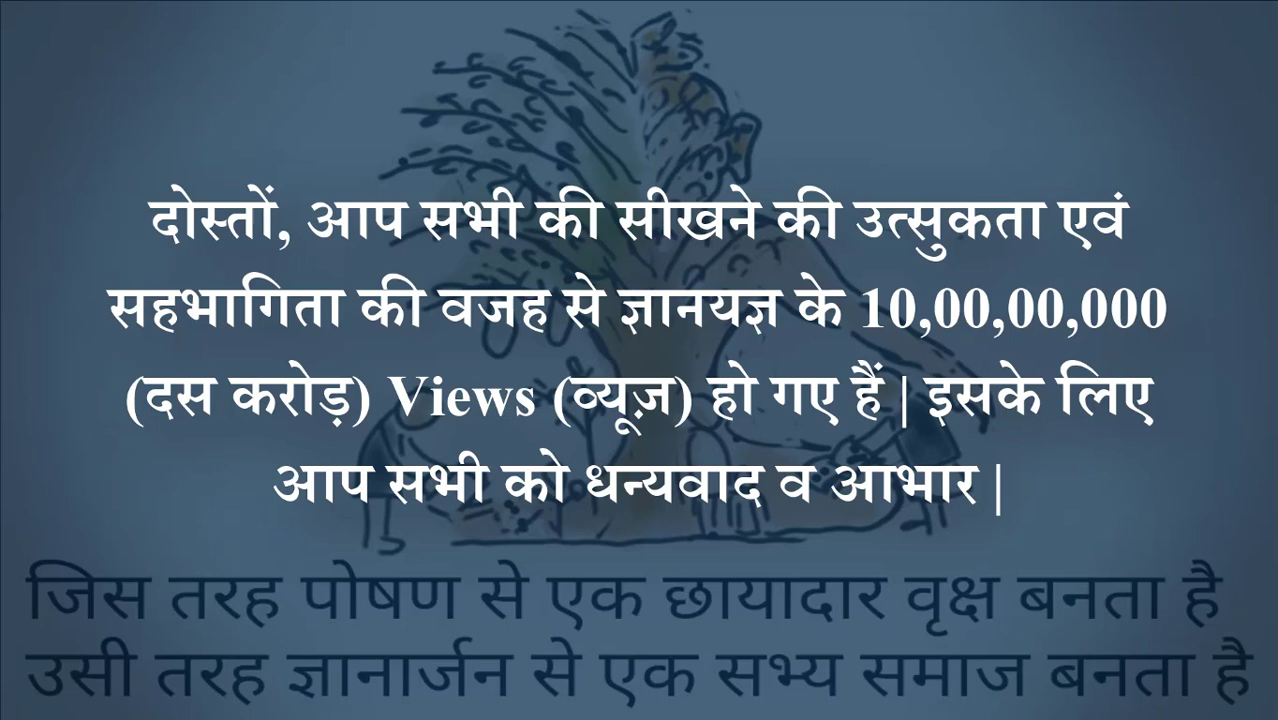 दोस्तों, आप सभी की सीखने की उत्सुकता एवं
सहभागिता की वजह से ज्ञानयज्ञ के 10,00,00,000
(दस करोड़) Views (व्यूज़) हो गए हैं | इसके लिए
आप सभी को धन्यवाद व आभार |
जिस तरह पोषण से एक छायादार वृक्ष बनता है
उसी तरह ज्ञानार्जन से एक सभ्य समाज बनता है